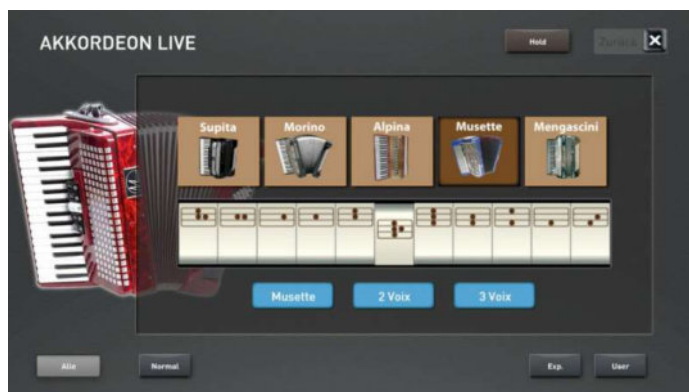 AKKORDEON LIVE
Hold
Zurück
Supita Morino Alpina Musette Mengascini
Musette 2 Voix 3 Voix
Alle Normal Exp. User